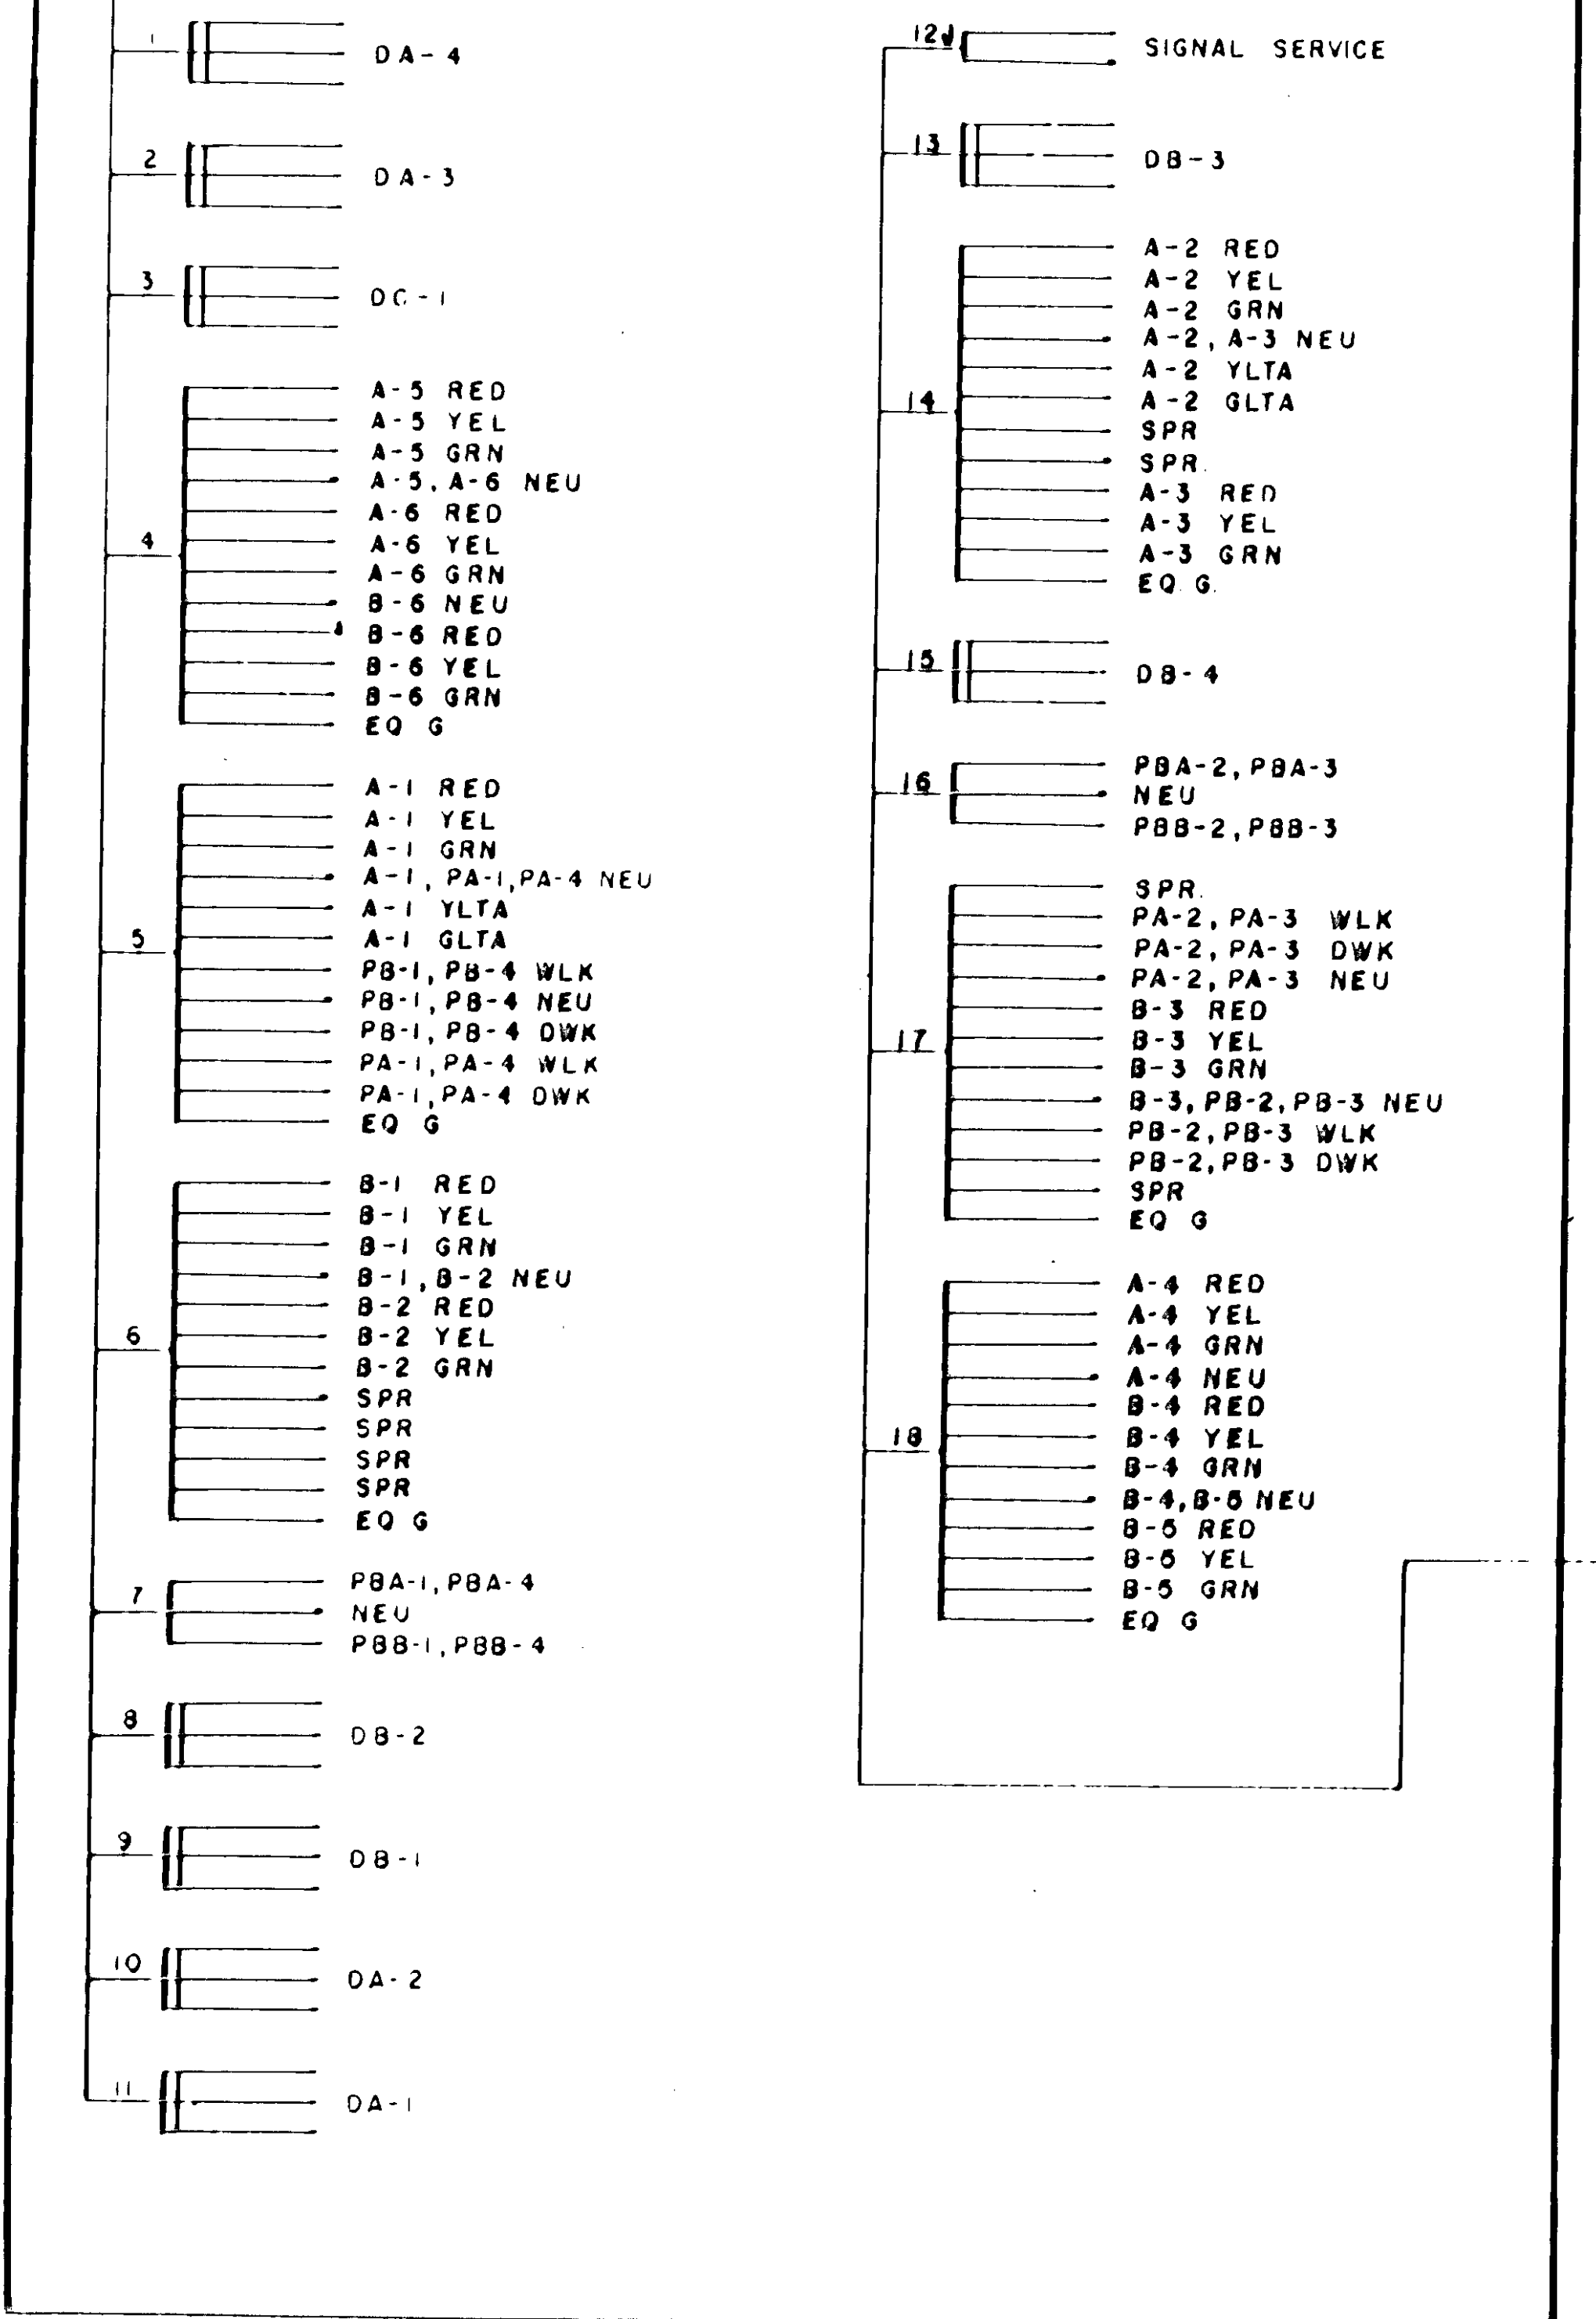 1
DA-4
2
DA-3
3
DC-1
4
A-5 RED
A-5 YEL
A-5 GRN
A-5, A-6 NEU
A-6 RED
A-6 YEL
A-6 GRN
B-6 NEU
B-6 RED
B-6 YEL
B-6 GRN
EQ G
5
A-1 RED
A-1 YEL
A-1 GRN
A-1, PA-1, PA-4 NEU
A-1 YLTA
A-1 GLTA
PB-1, PB-4 WLK
PB-1, PB-4 NEU
PB-1, PB-4 DWK
PA-1, PA-4 WLK
PA-1, PA-4 DWK
EQ G
6
B-1 RED
B-1 YEL
B-1 GRN
B-1, B-2 NEU
B-2 RED
B-2 YEL
B-2 GRN
SPR
SPR
SPR
SPR
EQ G
7
PBA-1, PBA-4
NEU
PBB-1, PBB-4
8
DB-2
9
DB-1
10
DA-2
11
DA-1
12
SIGNAL SERVICE
13
DB-3
14
A-2 RED
A-2 YEL
A-2 GRN
A-2, A-3 NEU
A-2 YLTA
A-2 GLTA
SPR
SPR.
A-3 RED
A-3 YEL
A-3 GRN
EQ. G.
15
DB-4
16
PBA-2, PBA-3
NEU
PBB-2, PBB-3
17
SPR.
PA-2, PA-3 WLK
PA-2, PA-3 DWK
PA-2, PA-3 NEU
B-3 RED
B-3 YEL
B-3 GRN
B-3, PB-2, PB-3 NEU
PB-2, PB-3 WLK
PB-2, PB-3 DWK
SPR
EQ G
18
A-4 RED
A-4 YEL
A-4 GRN
A-4 NEU
B-4 RED
B-4 YEL
B-4 GRN
B-4, B-5 NEU
B-5 RED
B-5 YEL
B-5 GRN
EQ G